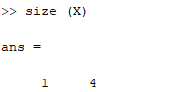 >> size (X)
ans =
1 4